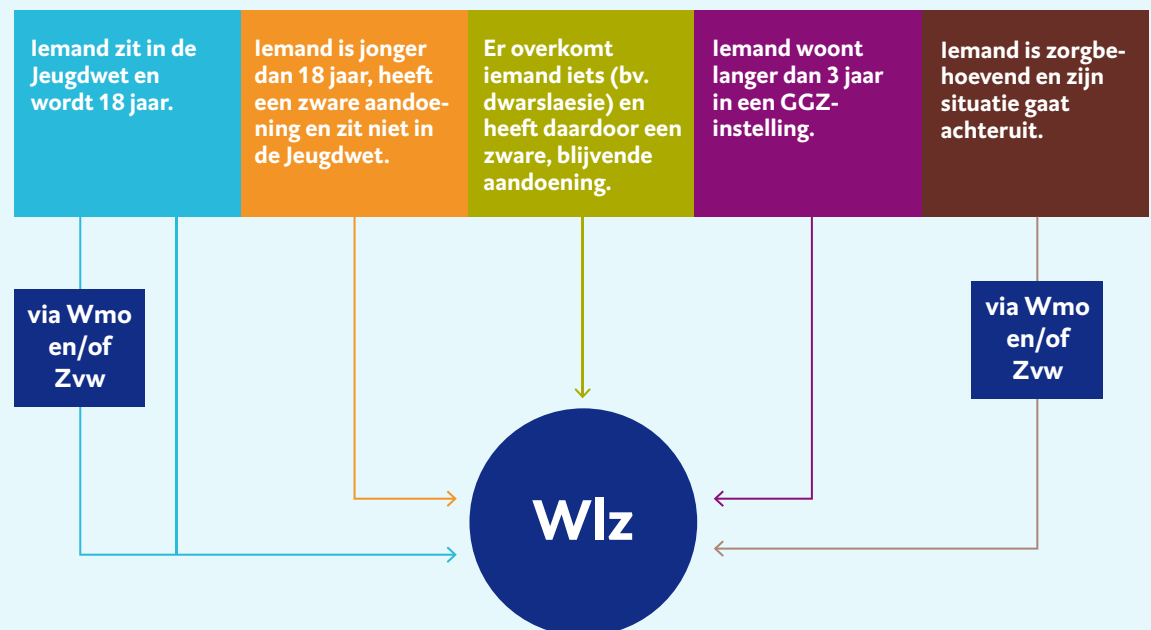 Iemand zit in de
Jeugdwet en
wordt 18 jaar.
Iemand is jonger
dan 18 jaar, heeft
een zware aandoe-
ning en zit niet in
de Jeugdwet.
Er overkomt
iemand iets (bv.
dwarslaesie) en
heeft daardoor een
zware, blijvende
aandoening.
Iemand woont
langer dan 3 jaar
in een GGZ-
instelling.
Iemand is zorgbe-
hoevend en zijn
situatie gaat
achteruit.
via Wmo
en/of
Zvw
via Wmo
en/of
Zvw
Wlz